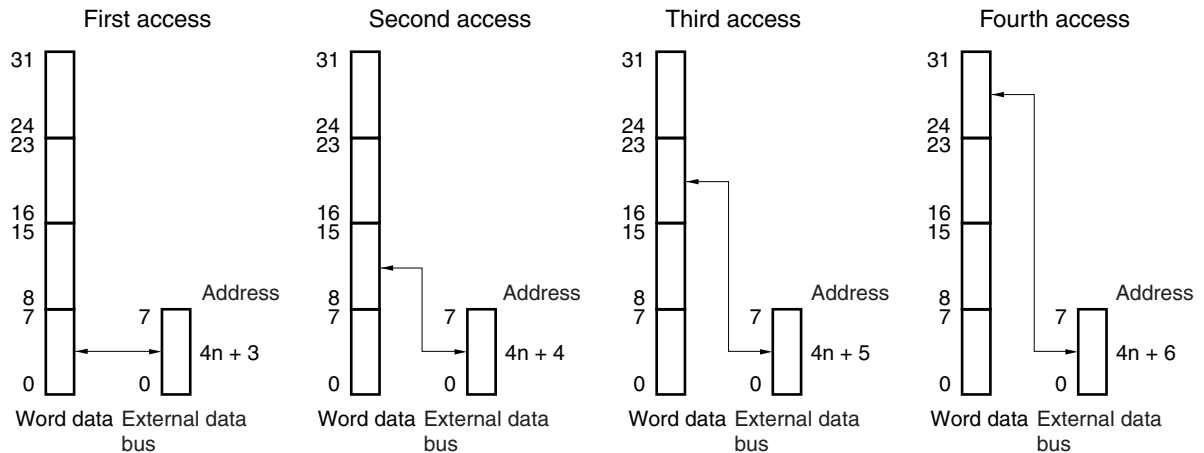 First access
31
24
23
16
15
8
7
0
Address
7
4n + 3
0
Word data External data
bus
Second access
31
24
23
16
15
8
7
0
Address
7
4n + 4
0
Word data External data
bus
Third access
31
24
23
16
15
8
7
0
Address
7
4n + 5
0
Word data External data
bus
Fourth access
31
24
23
16
15
8
7
0
Address
7
4n + 6
0
Word data External data
bus